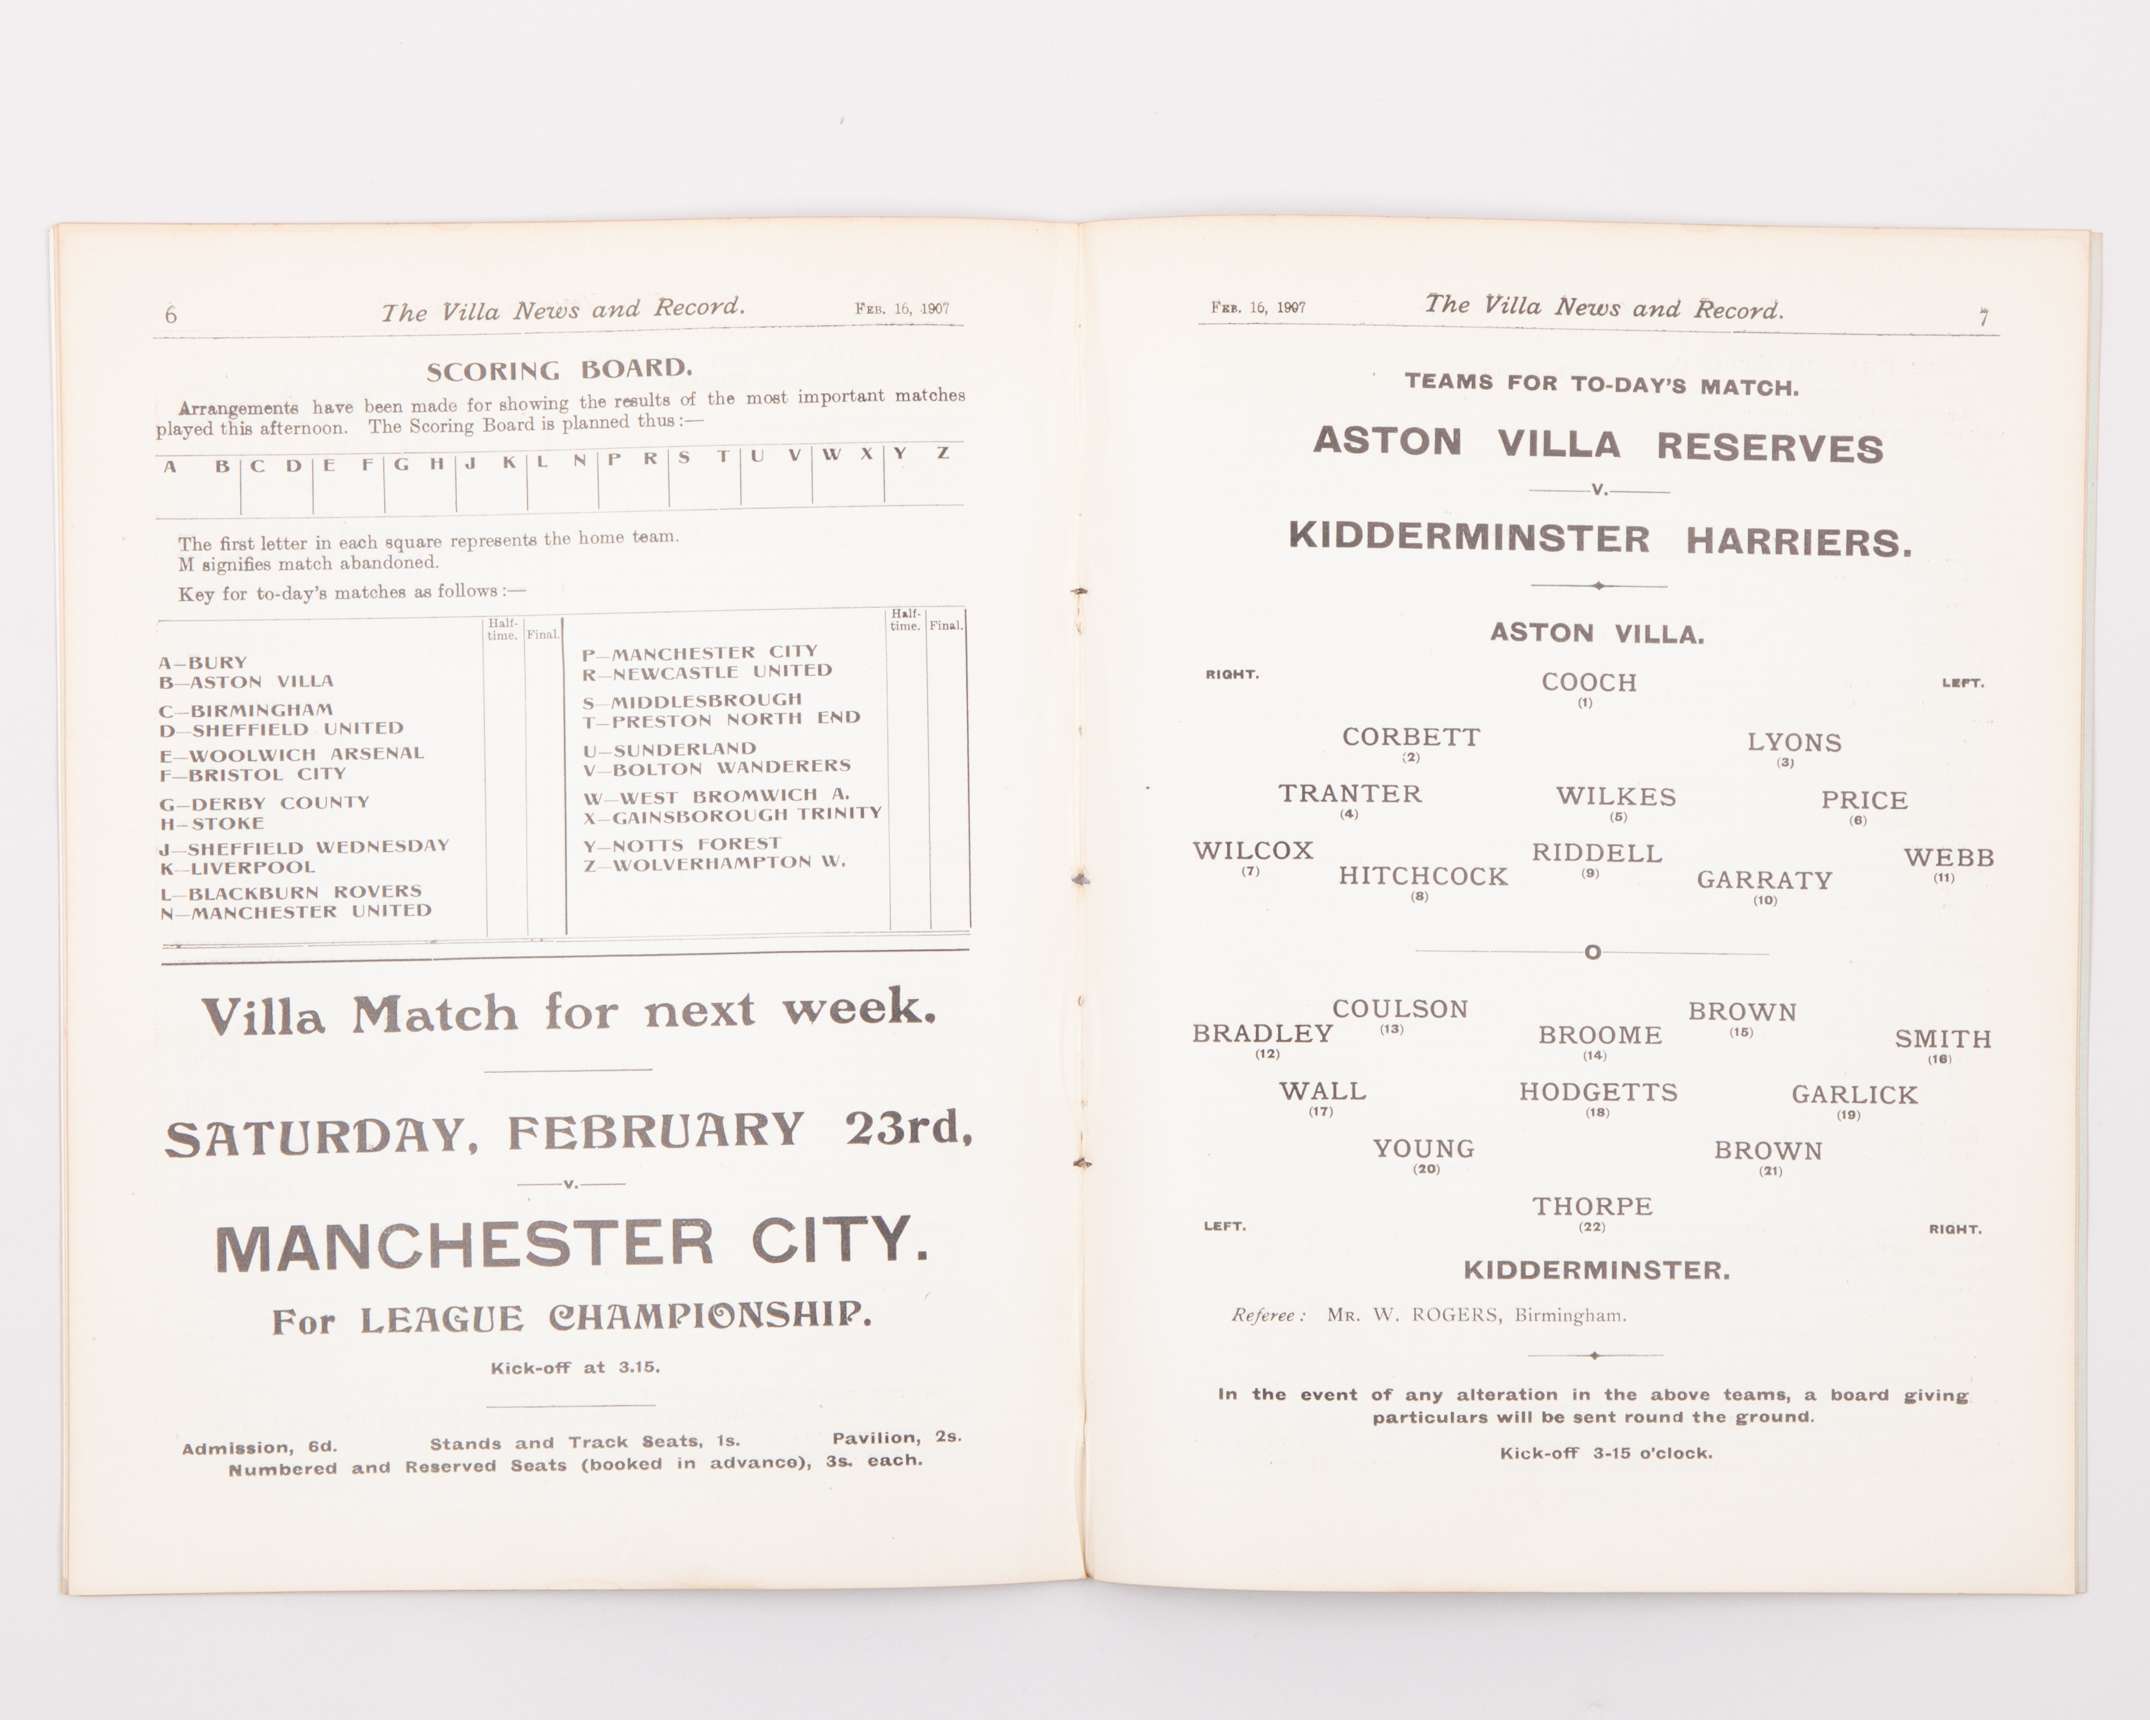 6 The Villa News and Record. FEB. 16, 1907
SCORING BOARD.
Arrangements have been made for showing the results of the most important matches
played this afternoon. The Scoring Board is planned thus :—
A B C D E F G H J K L N P R S T U V W X Y Z
The first letter in each square represents the home team.
M signifies match abandoned.
Key for to-day's matches as follows :—
Half-time. Final.
A—BURY
B—ASTON VILLA
C—BIRMINGHAM
D—SHEFFIELD UNITED
E—WOOLWICH ARSENAL
F—BRISTOL CITY
G—DERBY COUNTY
H—STOKE
J—SHEFFIELD WEDNESDAY
K—LIVERPOOL
L—BLACKBURN ROVERS
N—MANCHESTER UNITED
Half-time. Final.
P—MANCHESTER CITY
R—NEWCASTLE UNITED
S—MIDDLESBROUGH
T—PRESTON NORTH END
U—SUNDERLAND
V—BOLTON WANDERERS
W—WEST BROMWICH A.
X—GAINSBOROUGH TRINITY
Y—NOTTS FOREST
Z—WOLVERHAMPTON W.
Villa Match for next week.
SATURDAY, FEBRUARY 23rd,
v.
MANCHESTER CITY.
For LEAGUE CHAMPIONSHIP.
Kick-off at 3.15.
Admission, 6d. Stands and Track Seats, 1s. Pavilion, 2s.
Numbered and Reserved Seats (booked in advance), 3s. each.
FEB. 16, 1907 The Villa News and Record. 7
TEAMS FOR TO-DAY'S MATCH.
ASTON VILLA RESERVES
v.
KIDDERMINSTER HARRIERS.
ASTON VILLA.
RIGHT. COOCH LEFT.
(1)
CORBETT LYONS
(2) (3)
TRANTER WILKES PRICE
(4) (5) (6)
WILCOX RIDDELL WEBB
(7) (9) (11)
HITCHCOCK GARRATY
(8) (10)
O
COULSON BROWN
(13) (15)
BRADLEY BROOME SMITH
(12) (14) (16)
WALL HODGETTS GARLICK
(17) (18) (19)
YOUNG BROWN
(20) (21)
THORPE
LEFT. (22) RIGHT.
KIDDERMINSTER.
Referee : MR. W. ROGERS, Birmingham.
In the event of any alteration in the above teams, a board giving
particulars will be sent round the ground.
Kick-off 3-15 o'clock.